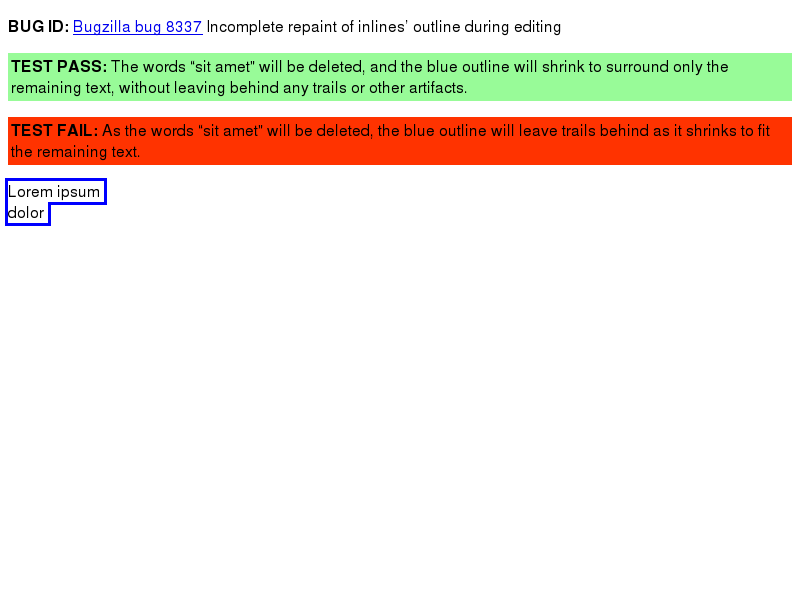 BUG ID: Bugzilla bug 8337 Incomplete repaint of inlines’ outline during editing
TEST PASS: The words “sit amet” will be deleted, and the blue outline will shrink to surround only the
remaining text, without leaving behind any trails or other artifacts.
TEST FAIL: As the words “sit amet” will be deleted, the blue outline will leave trails behind as it shrinks to fit
the remaining text.
Lorem ipsum
dolor